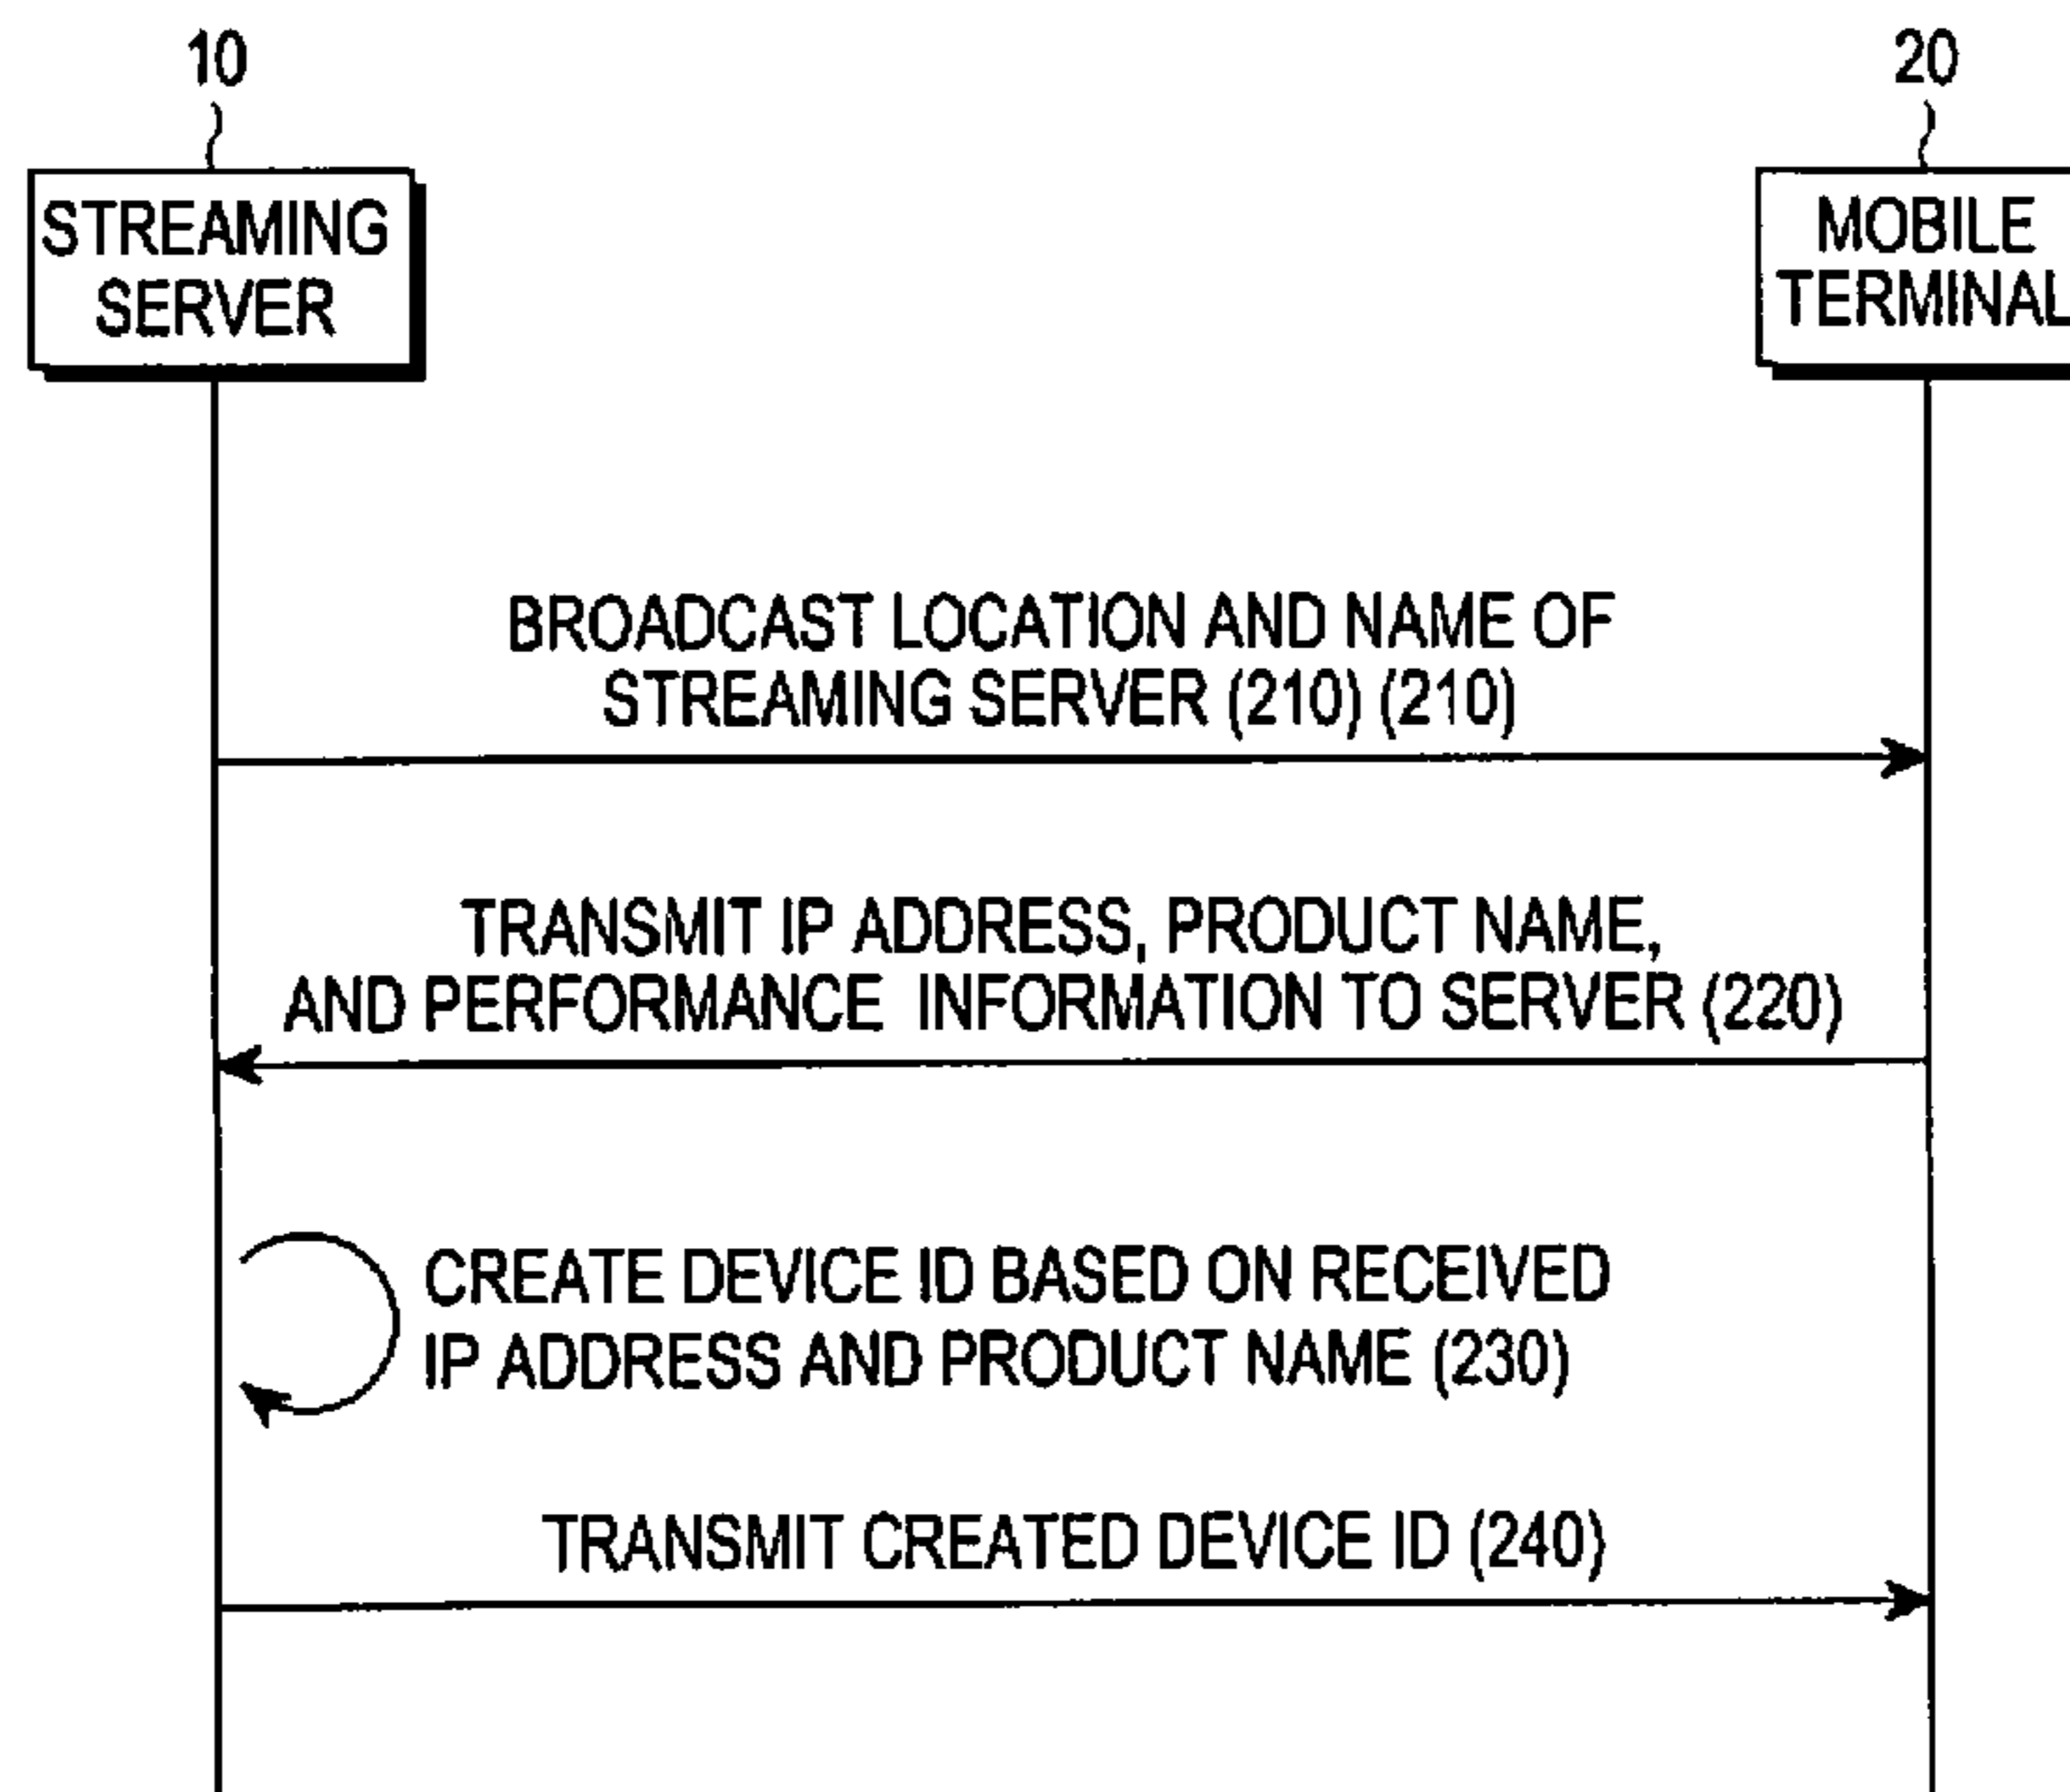 10
20
STREAMING
SERVER
MOBILE
TERMINAL
BROADCAST LOCATION AND NAME OF
STREAMING SERVER (210) (210)
TRANSMIT IP ADDRESS, PRODUCT NAME,
AND PERFORMANCE INFORMATION TO SERVER (220)
CREATE DEVICE ID BASED ON RECEIVED
IP ADDRESS AND PRODUCT NAME (230)
TRANSMIT CREATED DEVICE ID (240)